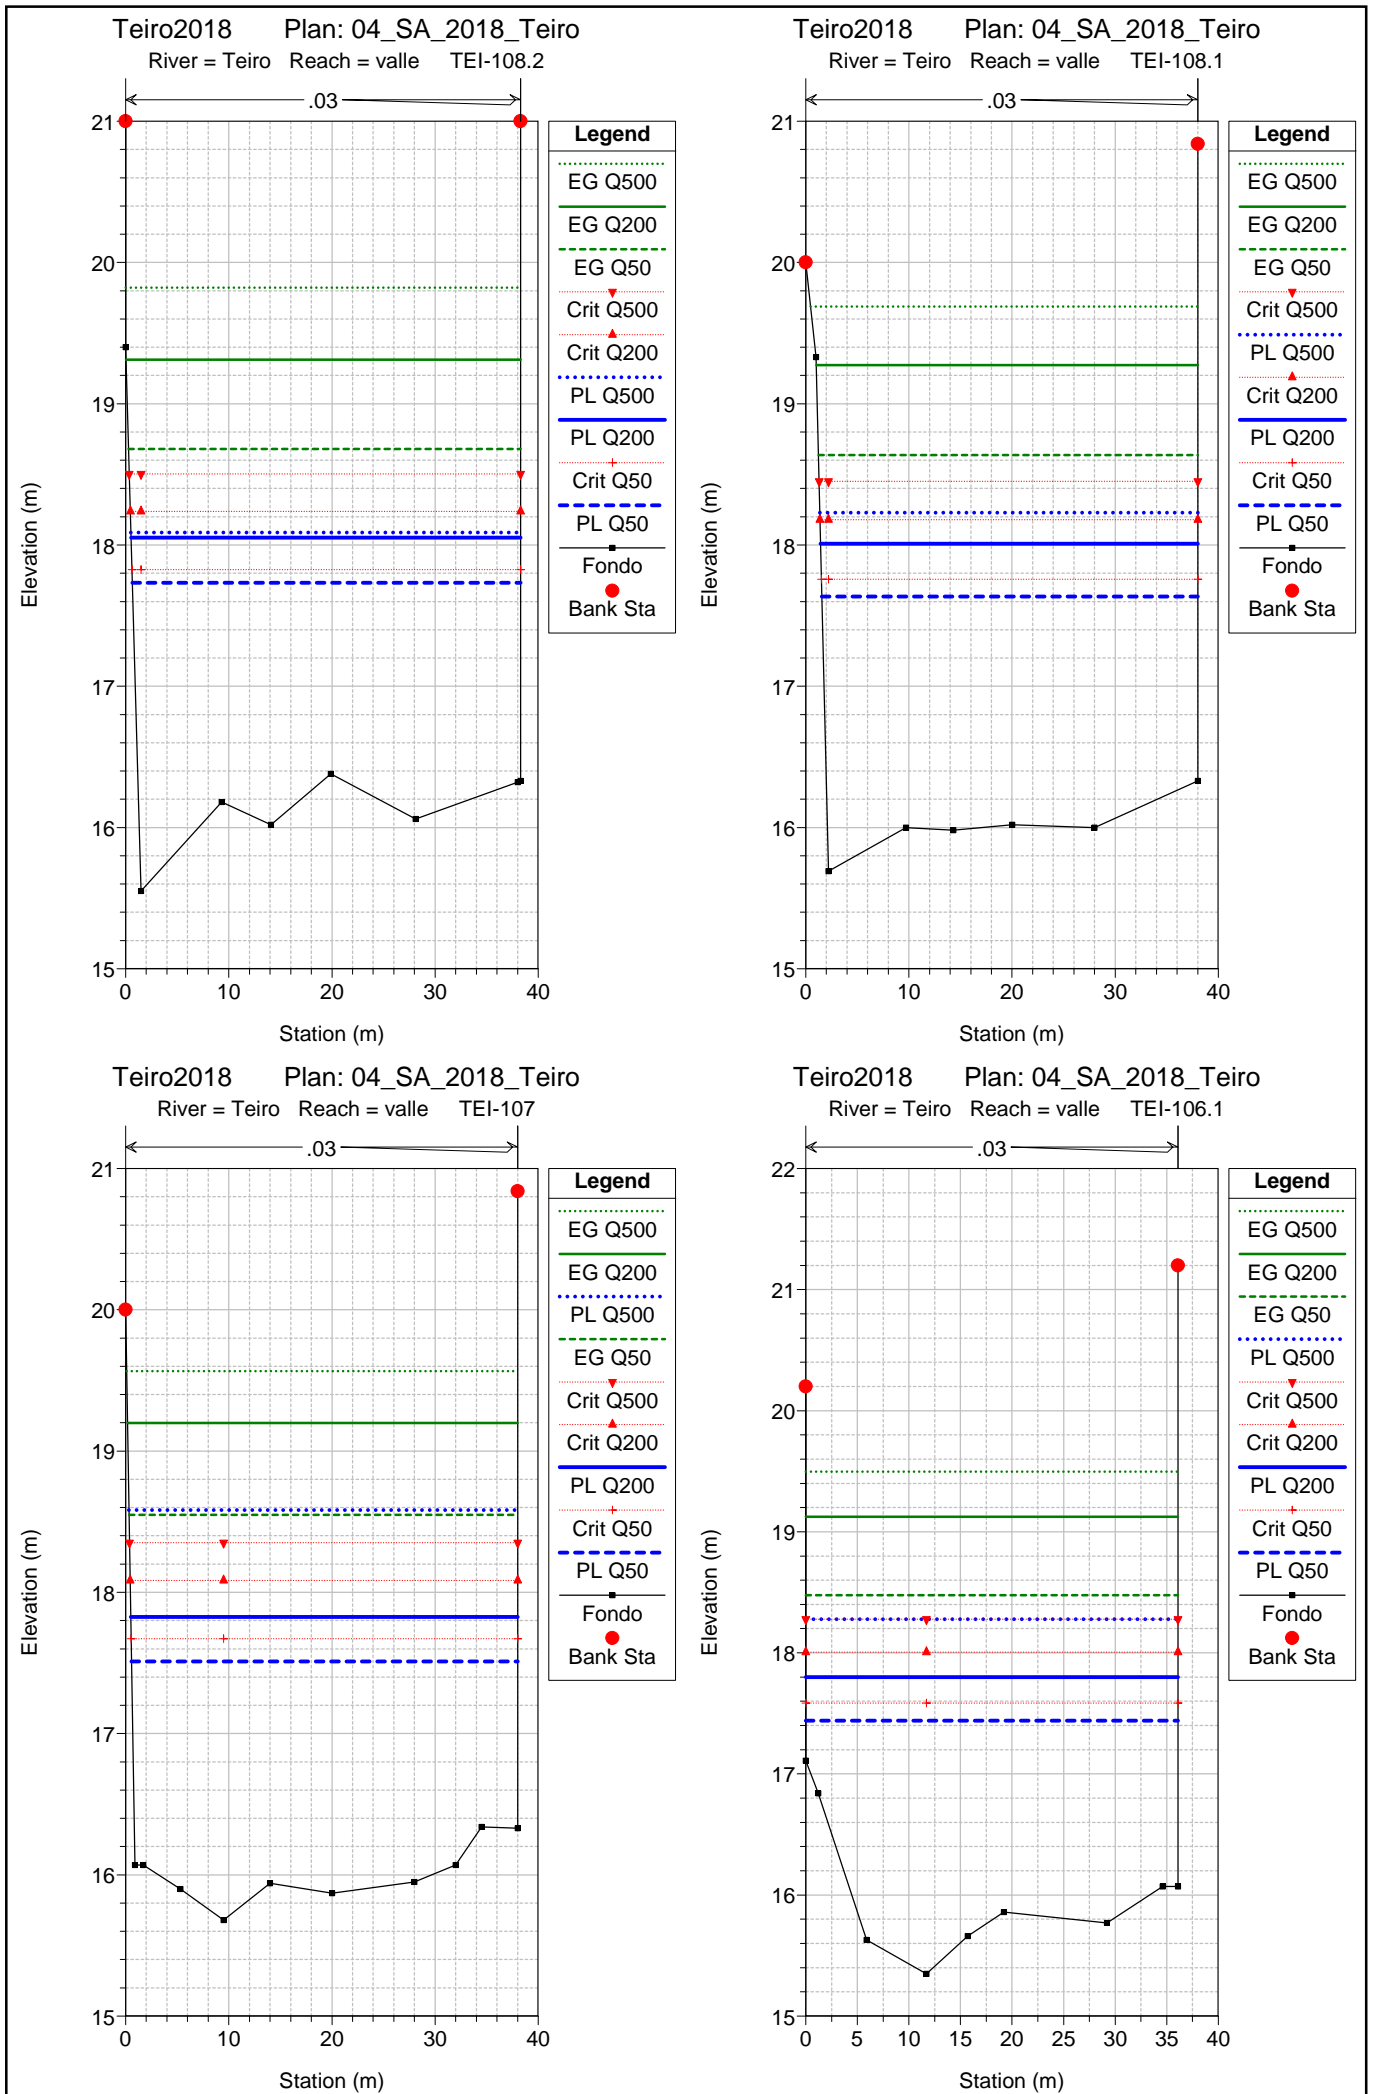 Teiro2018 Plan: 04_SA_2018_Teiro
River = Teiro Reach = valle TEI-108.2
.03
Legend
EG Q500
EG Q200
EG Q50
Crit Q500
Crit Q200
PL Q500
PL Q200
Crit Q50
PL Q50
Fondo
Bank Sta
21
20
19
18
17
16
15
Elevation (m)
0 10 20 30 40
Station (m)
Teiro2018 Plan: 04_SA_2018_Teiro
River = Teiro Reach = valle TEI-108.1
.03
Legend
EG Q500
EG Q200
EG Q50
Crit Q500
PL Q500
Crit Q200
PL Q200
Crit Q50
PL Q50
Fondo
Bank Sta
21
20
19
18
17
16
15
Elevation (m)
0 10 20 30 40
Station (m)
Teiro2018 Plan: 04_SA_2018_Teiro
River = Teiro Reach = valle TEI-107
.03
Legend
EG Q500
EG Q200
PL Q500
EG Q50
Crit Q500
Crit Q200
PL Q200
Crit Q50
PL Q50
Fondo
Bank Sta
21
20
19
18
17
16
15
Elevation (m)
0 10 20 30 40
Station (m)
Teiro2018 Plan: 04_SA_2018_Teiro
River = Teiro Reach = valle TEI-106.1
.03
Legend
EG Q500
EG Q200
EG Q50
PL Q500
Crit Q500
Crit Q200
PL Q200
Crit Q50
PL Q50
Fondo
Bank Sta
22
21
20
19
18
17
16
15
Elevation (m)
0 5 10 15 20 25 30 35 40
Station (m)